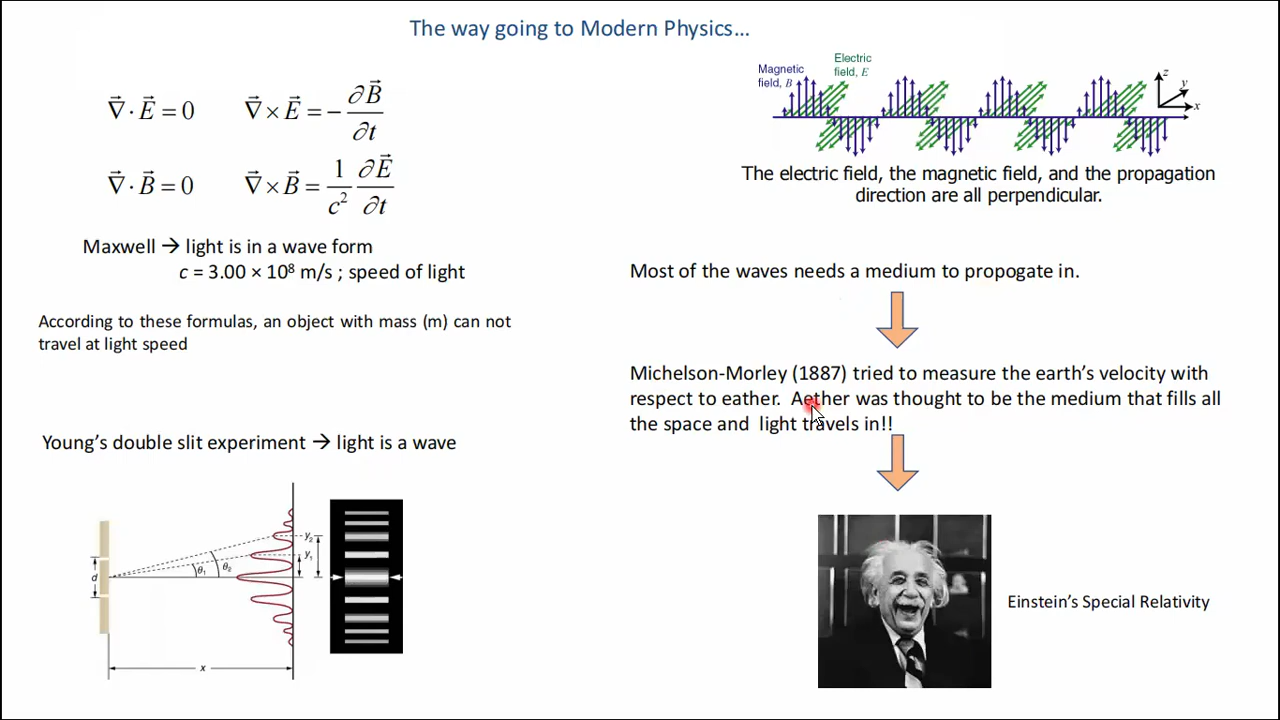 The way going to Modern Physics...
∇⃗ · E⃗ = 0    ∇⃗ × E⃗ = − ∂B⃗/∂t
∇⃗ · B⃗ = 0    ∇⃗ × B⃗ = 1/c² ∂E⃗/∂t
Maxwell → light is in a wave form
c = 3.00 × 10⁸ m/s ; speed of light
According to these formulas, an object with mass (m) can not
travel at light speed
Young's double slit experiment → light is a wave
d
θ₁
θ₂
y₂
y₁
x
Magnetic
field, B
Electric
field, E
z
y
x
The electric field, the magnetic field, and the propagation
direction are all perpendicular.
Most of the waves needs a medium to propogate in.
Michelson-Morley (1887) tried to measure the earth's velocity with
respect to eather.  Aether was thought to be the medium that fills all
the space and  light travels in!!
Einstein's Special Relativity